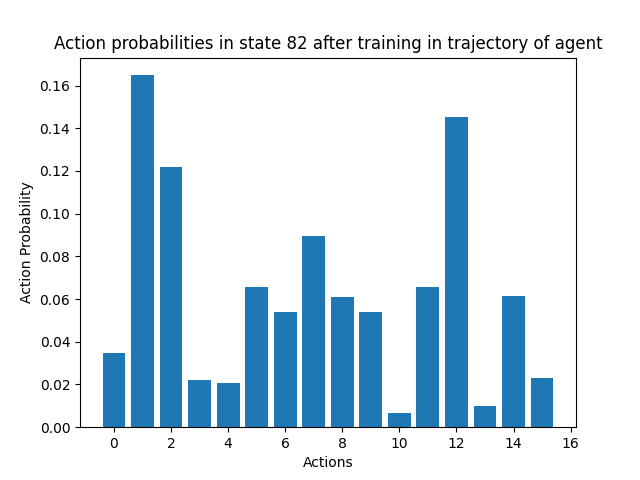 Action probabilities in state 82 after training in trajectory of agent
0.16
0.14
0.12
0.10
0.08
0.06
0.04
0.02
0.00
Action Probability
0 2 4 6 8 10 12 14 16
Actions